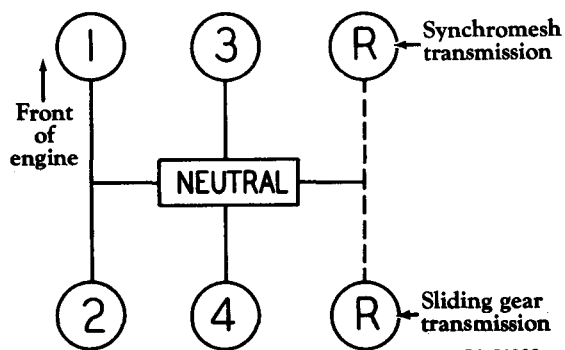 1 3 R Synchromesh
transmission
Front
of
engine
NEUTRAL
2 4 R Sliding gear
transmission